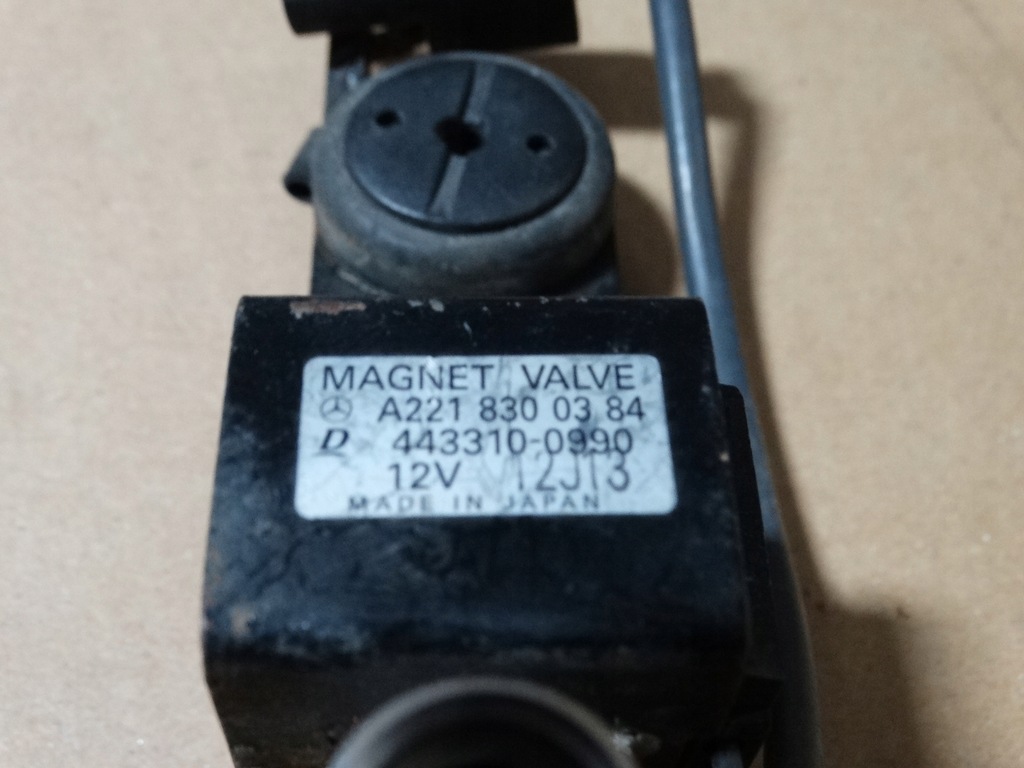 MAGNET VALVE
A221 830 03 84
D 443310-0990
12V 12J13
MADE IN JAPAN